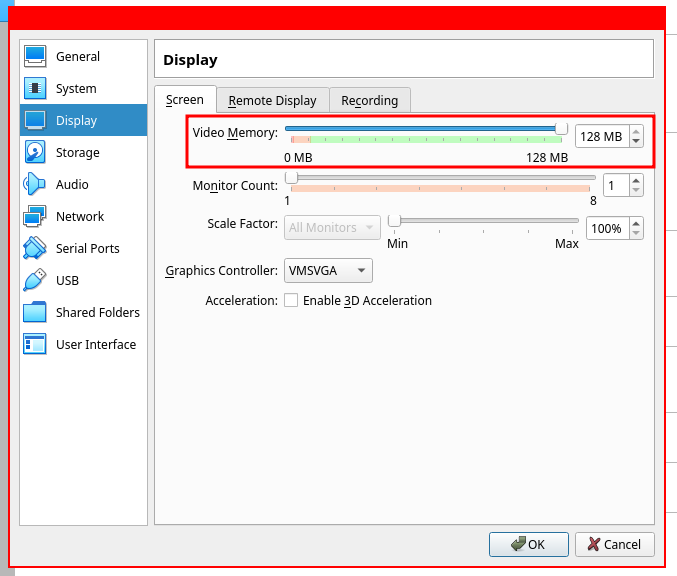 General
System
Display
Storage
Audio
Network
Serial Ports
USB
Shared Folders
User Interface
Display
Screen Remote Display Recording
Video Memory: 128 MB
0 MB 128 MB
Monitor Count: 1
1 8
Scale Factor: All Monitors 100%
Min Max
Graphics Controller: VMSVGA
Acceleration: Enable 3D Acceleration
OK Cancel